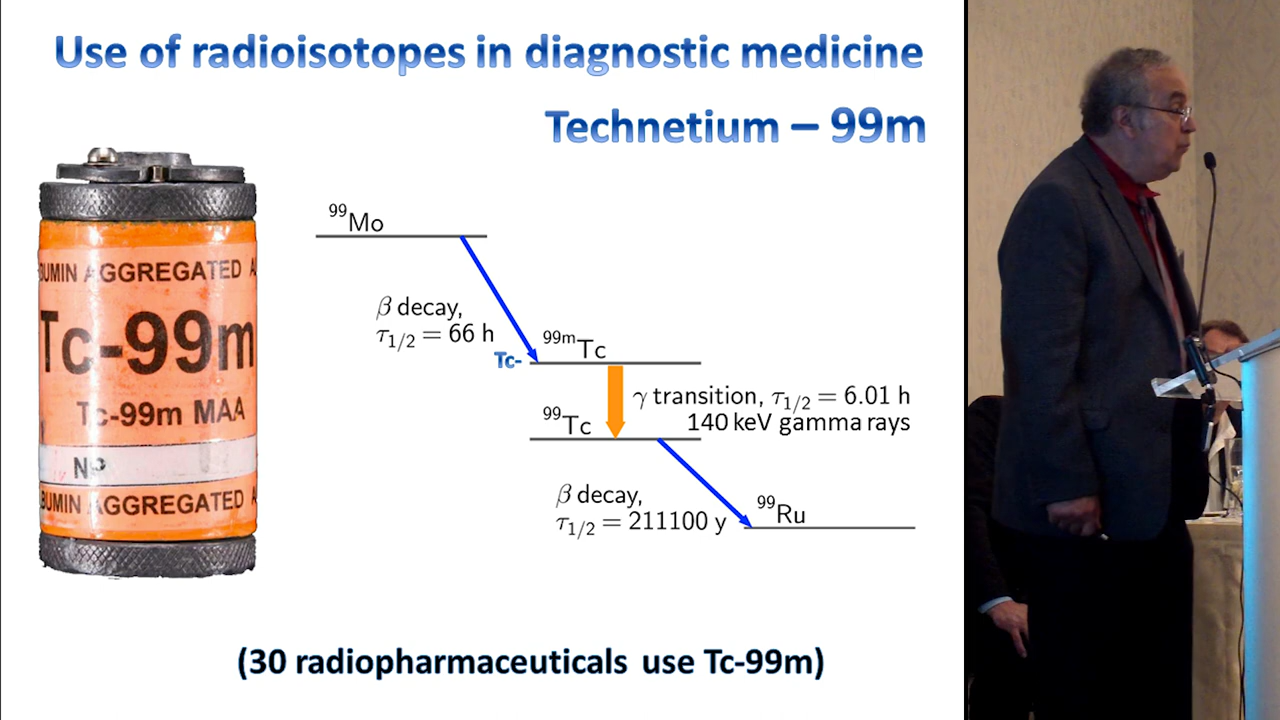 Use of radioisotopes in diagnostic medicine
Technetium – 99m
BUMIN AGGREGATED A
Tc-99m
Tc-99m MAA
Nº
BUMIN AGGREGATED A
⁹⁹Mo
β decay,
τ₁/₂ = 66 h
Tc-
⁹⁹ᵐTc
γ transition, τ₁/₂ = 6.01 h
140 keV gamma rays
⁹⁹Tc
β decay,
τ₁/₂ = 211100 y
⁹⁹Ru
(30 radiopharmaceuticals use Tc-99m)